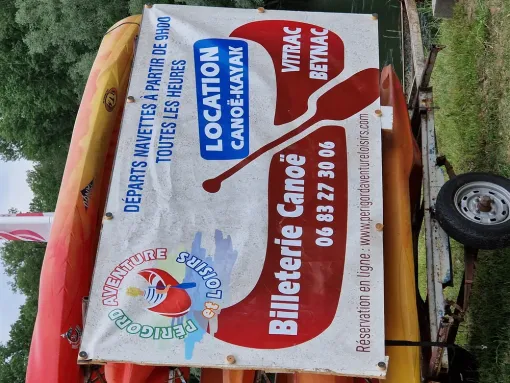 DÉPARTS NAVETTES À PARTIR DE 9H00
TOUTES LES HEURES
PÉRIGORD AVENTURE
et LOISIRS
LOCATION
CANOË-KAYAK
VITRAC
BEYNAC
Billeterie Canoë
06 83 27 30 06
Réservation en ligne : www.perigordaventureloisirs.com